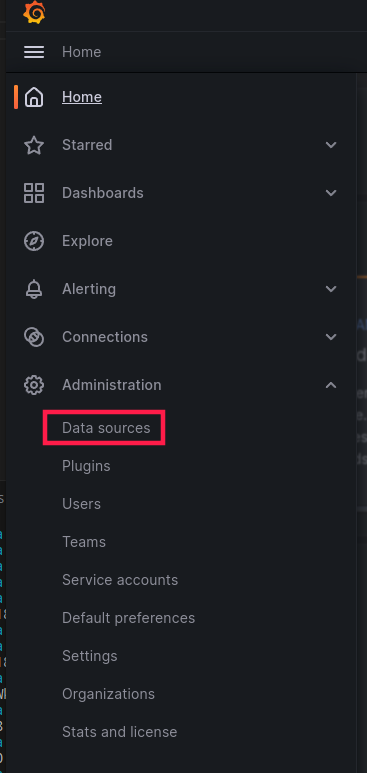 Home
Home
Starred
Dashboards
Explore
Alerting
Connections
Administration
Data sources
Plugins
Users
Teams
Service accounts
Default preferences
Settings
Organizations
Stats and license